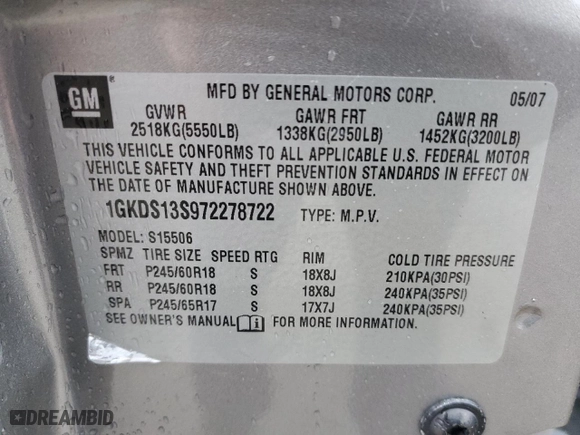 GM
®
MFD BY GENERAL MOTORS CORP. 05/07
GVWR GAWR FRT GAWR RR
2518KG(5550LB) 1338KG(2950LB) 1452KG(3200LB)
THIS VEHICLE CONFORMS TO ALL APPLICABLE U.S. FEDERAL MOTOR
VEHICLE SAFETY AND THEFT PREVENTION STANDARDS IN EFFECT ON
THE DATE OF MANUFACTURE SHOWN ABOVE.
1GKDS13S972278722 TYPE: M.P.V.
MODEL: S15506
SPMZ TIRE SIZE SPEED RTG RIM COLD TIRE PRESSURE
FRT P245/60R18 S 18X8J 210KPA(30PSI)
RR P245/60R18 S 18X8J 240KPA(35PSI)
SPA P245/65R17 S 17X7J 240KPA(35PSI)
SEE OWNER'S MANUAL i FOR MORE INFORMATION.
DREAMBID